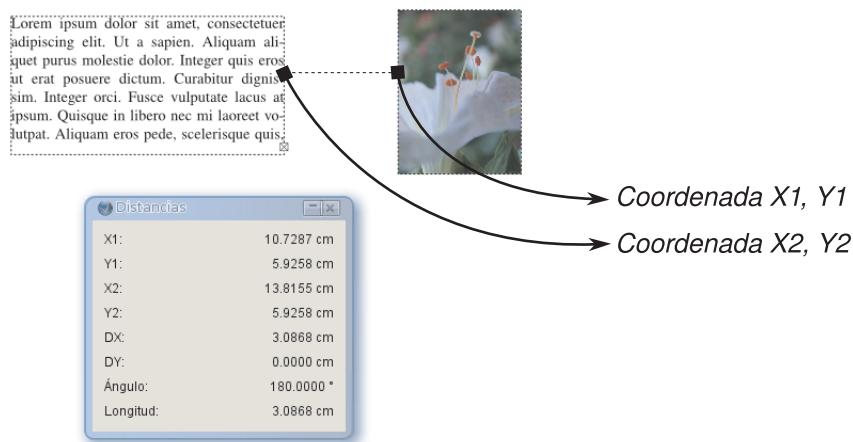 Lorem ipsum dolor sit amet, consectetuer
adipiscing elit. Ut a sapien. Aliquam ali-
quet purus molestie dolor. Integer quis eros
ut erat posuere dictum. Curabitur dignis-
sim. Integer orci. Fusce vulputate lacus at
ipsum. Quisque in libero nec mi laoreet vo-
lutpat. Aliquam eros pede, scelerisque quis,
Coordenada X1, Y1
Coordenada X2, Y2
Distancias
X1: 10.7287 cm
Y1: 5.9258 cm
X2: 13.8155 cm
Y2: 5.9258 cm
DX: 3.0868 cm
DY: 0.0000 cm
Ángulo: 180.0000 °
Longitud: 3.0868 cm